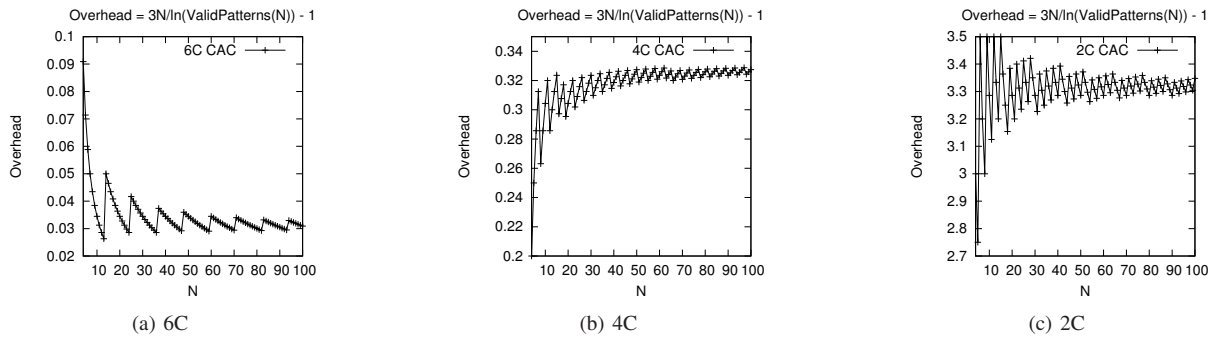 Overhead = 3N/ln(ValidPatterns(N)) - 1
0.1
0.09
0.08
0.07
0.06
0.05
0.04
0.03
0.02
Overhead
6C CAC
10 20 30 40 50 60 70 80 90 100
N
(a) 6C
Overhead = 3N/ln(ValidPatterns(N)) - 1
0.34
0.32
0.3
0.28
0.26
0.24
0.22
0.2
Overhead
4C CAC
10 20 30 40 50 60 70 80 90 100
N
(b) 4C
Overhead = 3N/ln(ValidPatterns(N)) - 1
3.5
3.4
3.3
3.2
3.1
3
2.9
2.8
2.7
Overhead
2C CAC
10 20 30 40 50 60 70 80 90 100
N
(c) 2C